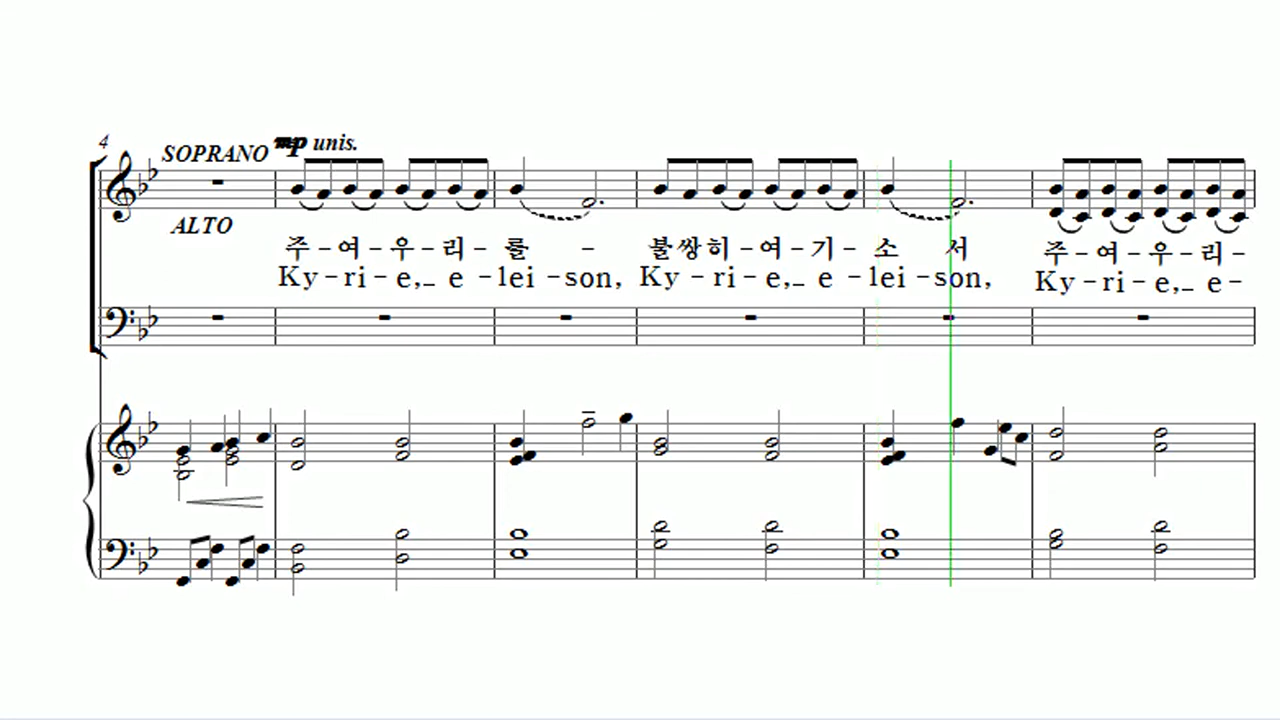 4
SOPRANO mp unis.
ALTO
주-여-우-리-를 - 불쌍히-여-기-소 서 주-여-우-리-
Ky-ri-e,_ e-lei-son, Ky-ri-e,_ e-lei-son, Ky-ri-e,_ e-